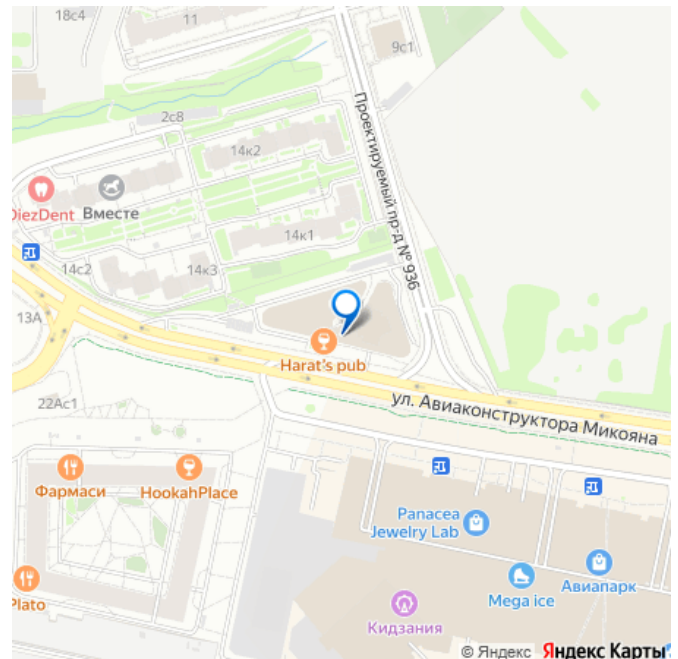 18с4
11
9с1
2с8
Проектируемый пр-д № 936
14к2
DiezDent
Вместе
14к1
14с2
14к3
13А
Harat's pub
22Ас1
ул. Авиаконструктора Микояна
Фармаси
HookahPlace
Panacea
Jewelry Lab
Plato
Mega ice
Авиапарк
Кидзания
© Яндекс Яндекс Карты